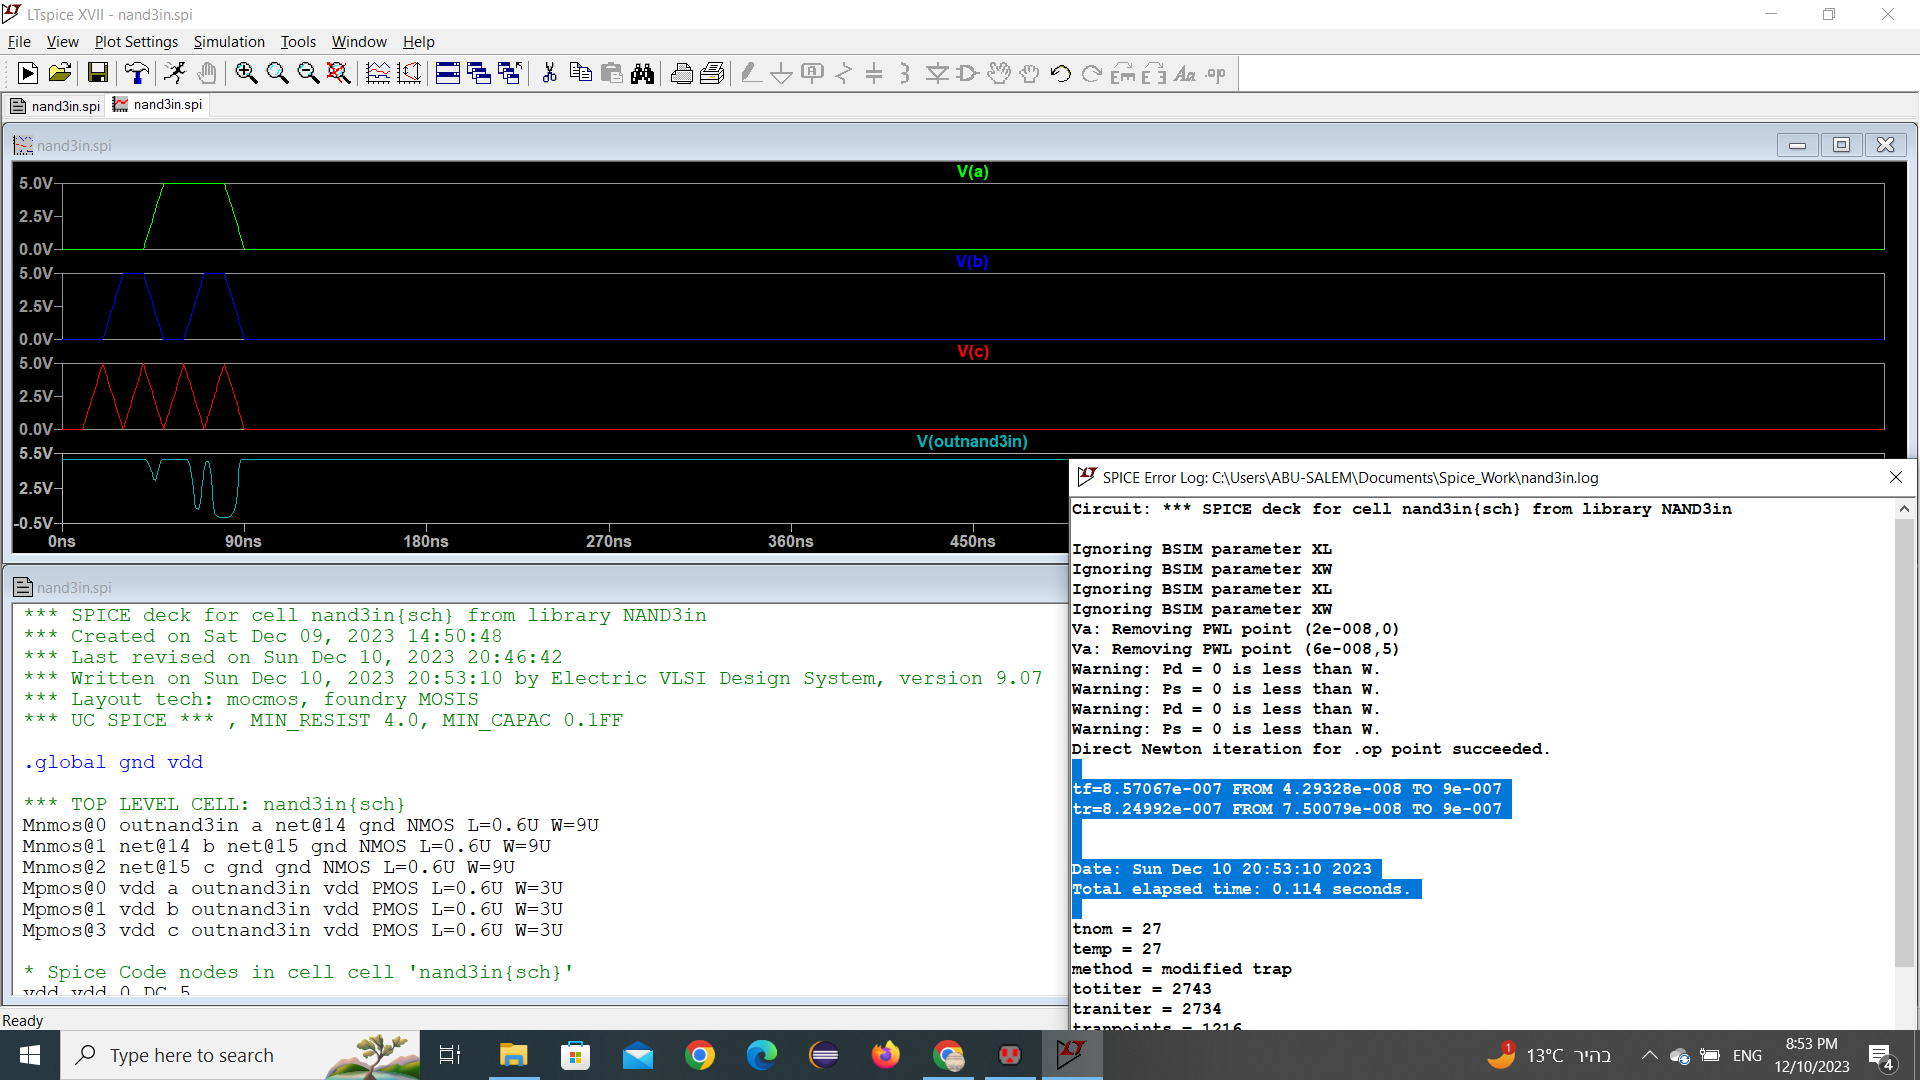 LTspice XVII - nand3in.spi
File View Plot Settings Simulation Tools Window Help
nand3in.spi nand3in.spi
nand3in.spi
V(a)
5.0V
2.5V
0.0V
V(b)
5.0V
2.5V
0.0V
V(c)
5.0V
2.5V
0.0V
V(outnand3in)
5.5V
2.5V
-0.5V
0ns 90ns 180ns 270ns 360ns 450ns
nand3in.spi
*** SPICE deck for cell nand3in{sch} from library NAND3in
*** Created on Sat Dec 09, 2023 14:50:48
*** Last revised on Sun Dec 10, 2023 20:46:42
*** Written on Sun Dec 10, 2023 20:53:10 by Electric VLSI Design System, version 9.07
*** Layout tech: mocmos, foundry MOSIS
*** UC SPICE *** , MIN_RESIST 4.0, MIN_CAPAC 0.1FF
.global gnd vdd
*** TOP LEVEL CELL: nand3in{sch}
Mnmos@0 outnand3in a net@14 gnd NMOS L=0.6U W=9U
Mnmos@1 net@14 b net@15 gnd NMOS L=0.6U W=9U
Mnmos@2 net@15 c gnd gnd NMOS L=0.6U W=9U
Mpmos@0 vdd a outnand3in vdd PMOS L=0.6U W=3U
Mpmos@1 vdd b outnand3in vdd PMOS L=0.6U W=3U
Mpmos@3 vdd c outnand3in vdd PMOS L=0.6U W=3U
* Spice Code nodes in cell cell 'nand3in{sch}'
vdd vdd 0 DC 5
SPICE Error Log: C:\Users\ABU-SALEM\Documents\Spice_Work\nand3in.log
Circuit: *** SPICE deck for cell nand3in{sch} from library NAND3in
Ignoring BSIM parameter XL
Ignoring BSIM parameter XW
Ignoring BSIM parameter XL
Ignoring BSIM parameter XW
Va: Removing PWL point (2e-008,0)
Va: Removing PWL point (6e-008,5)
Warning: Pd = 0 is less than W.
Warning: Ps = 0 is less than W.
Warning: Pd = 0 is less than W.
Warning: Ps = 0 is less than W.
Direct Newton iteration for .op point succeeded.
tf=8.57067e-007 FROM 4.29328e-008 TO 9e-007
tr=8.24992e-007 FROM 7.50079e-008 TO 9e-007
Date: Sun Dec 10 20:53:10 2023
Total elapsed time: 0.114 seconds.
tnom = 27
temp = 27
method = modified trap
totiter = 2743
traniter = 2734
tranpoints = 1216
Ready
Type here to search
1 13°C בהיר
ENG
8:53 PM
12/10/2023
4